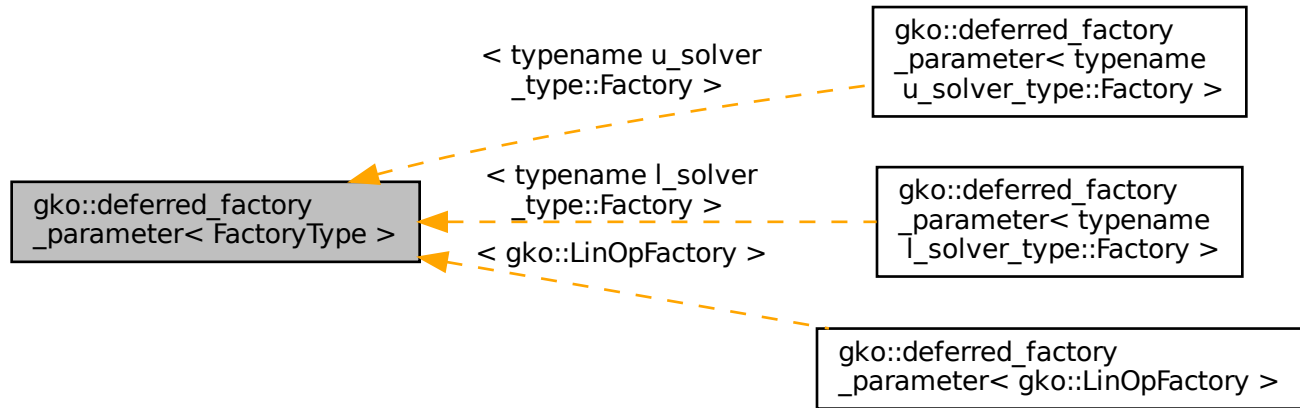 gko::deferred_factory
_parameter< FactoryType >
< typename u_solver
_type::Factory >
< typename l_solver
_type::Factory >
< gko::LinOpFactory >
gko::deferred_factory
_parameter< typename
u_solver_type::Factory >
gko::deferred_factory
_parameter< typename
l_solver_type::Factory >
gko::deferred_factory
_parameter< gko::LinOpFactory >